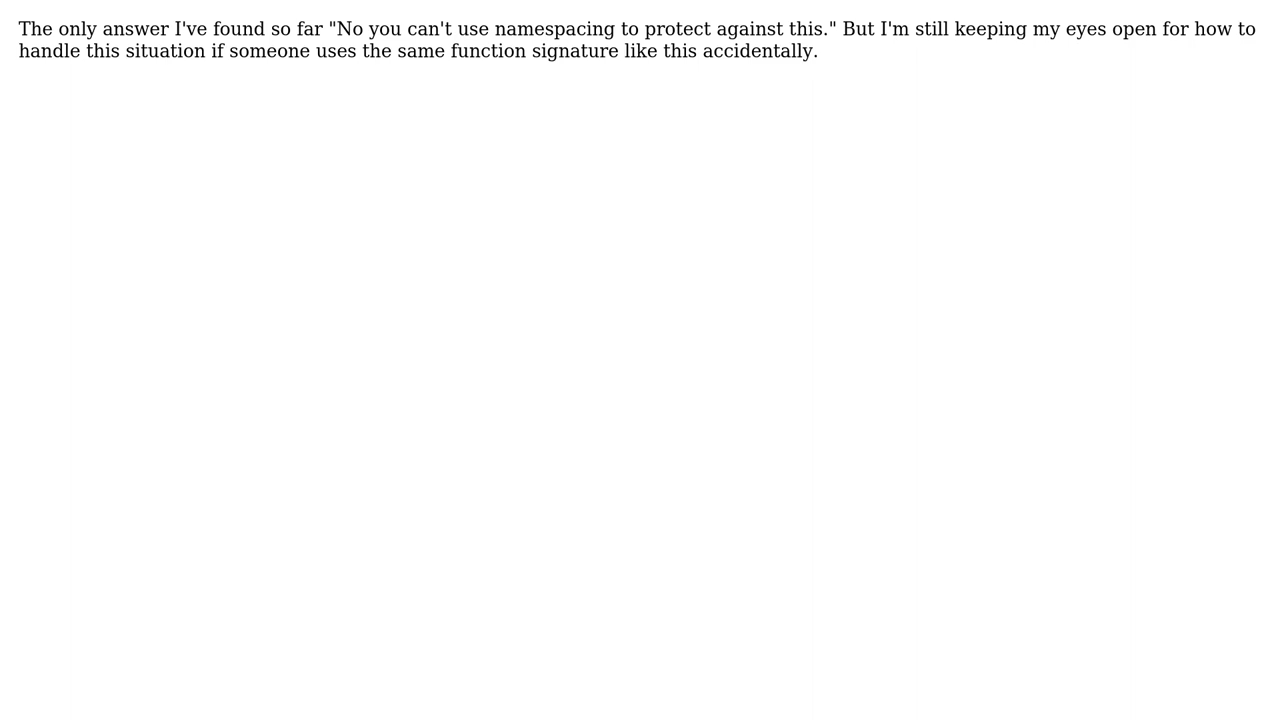 The only answer I've found so far "No you can't use namespacing to protect against this." But I'm still keeping my eyes open for how to
handle this situation if someone uses the same function signature like this accidentally.